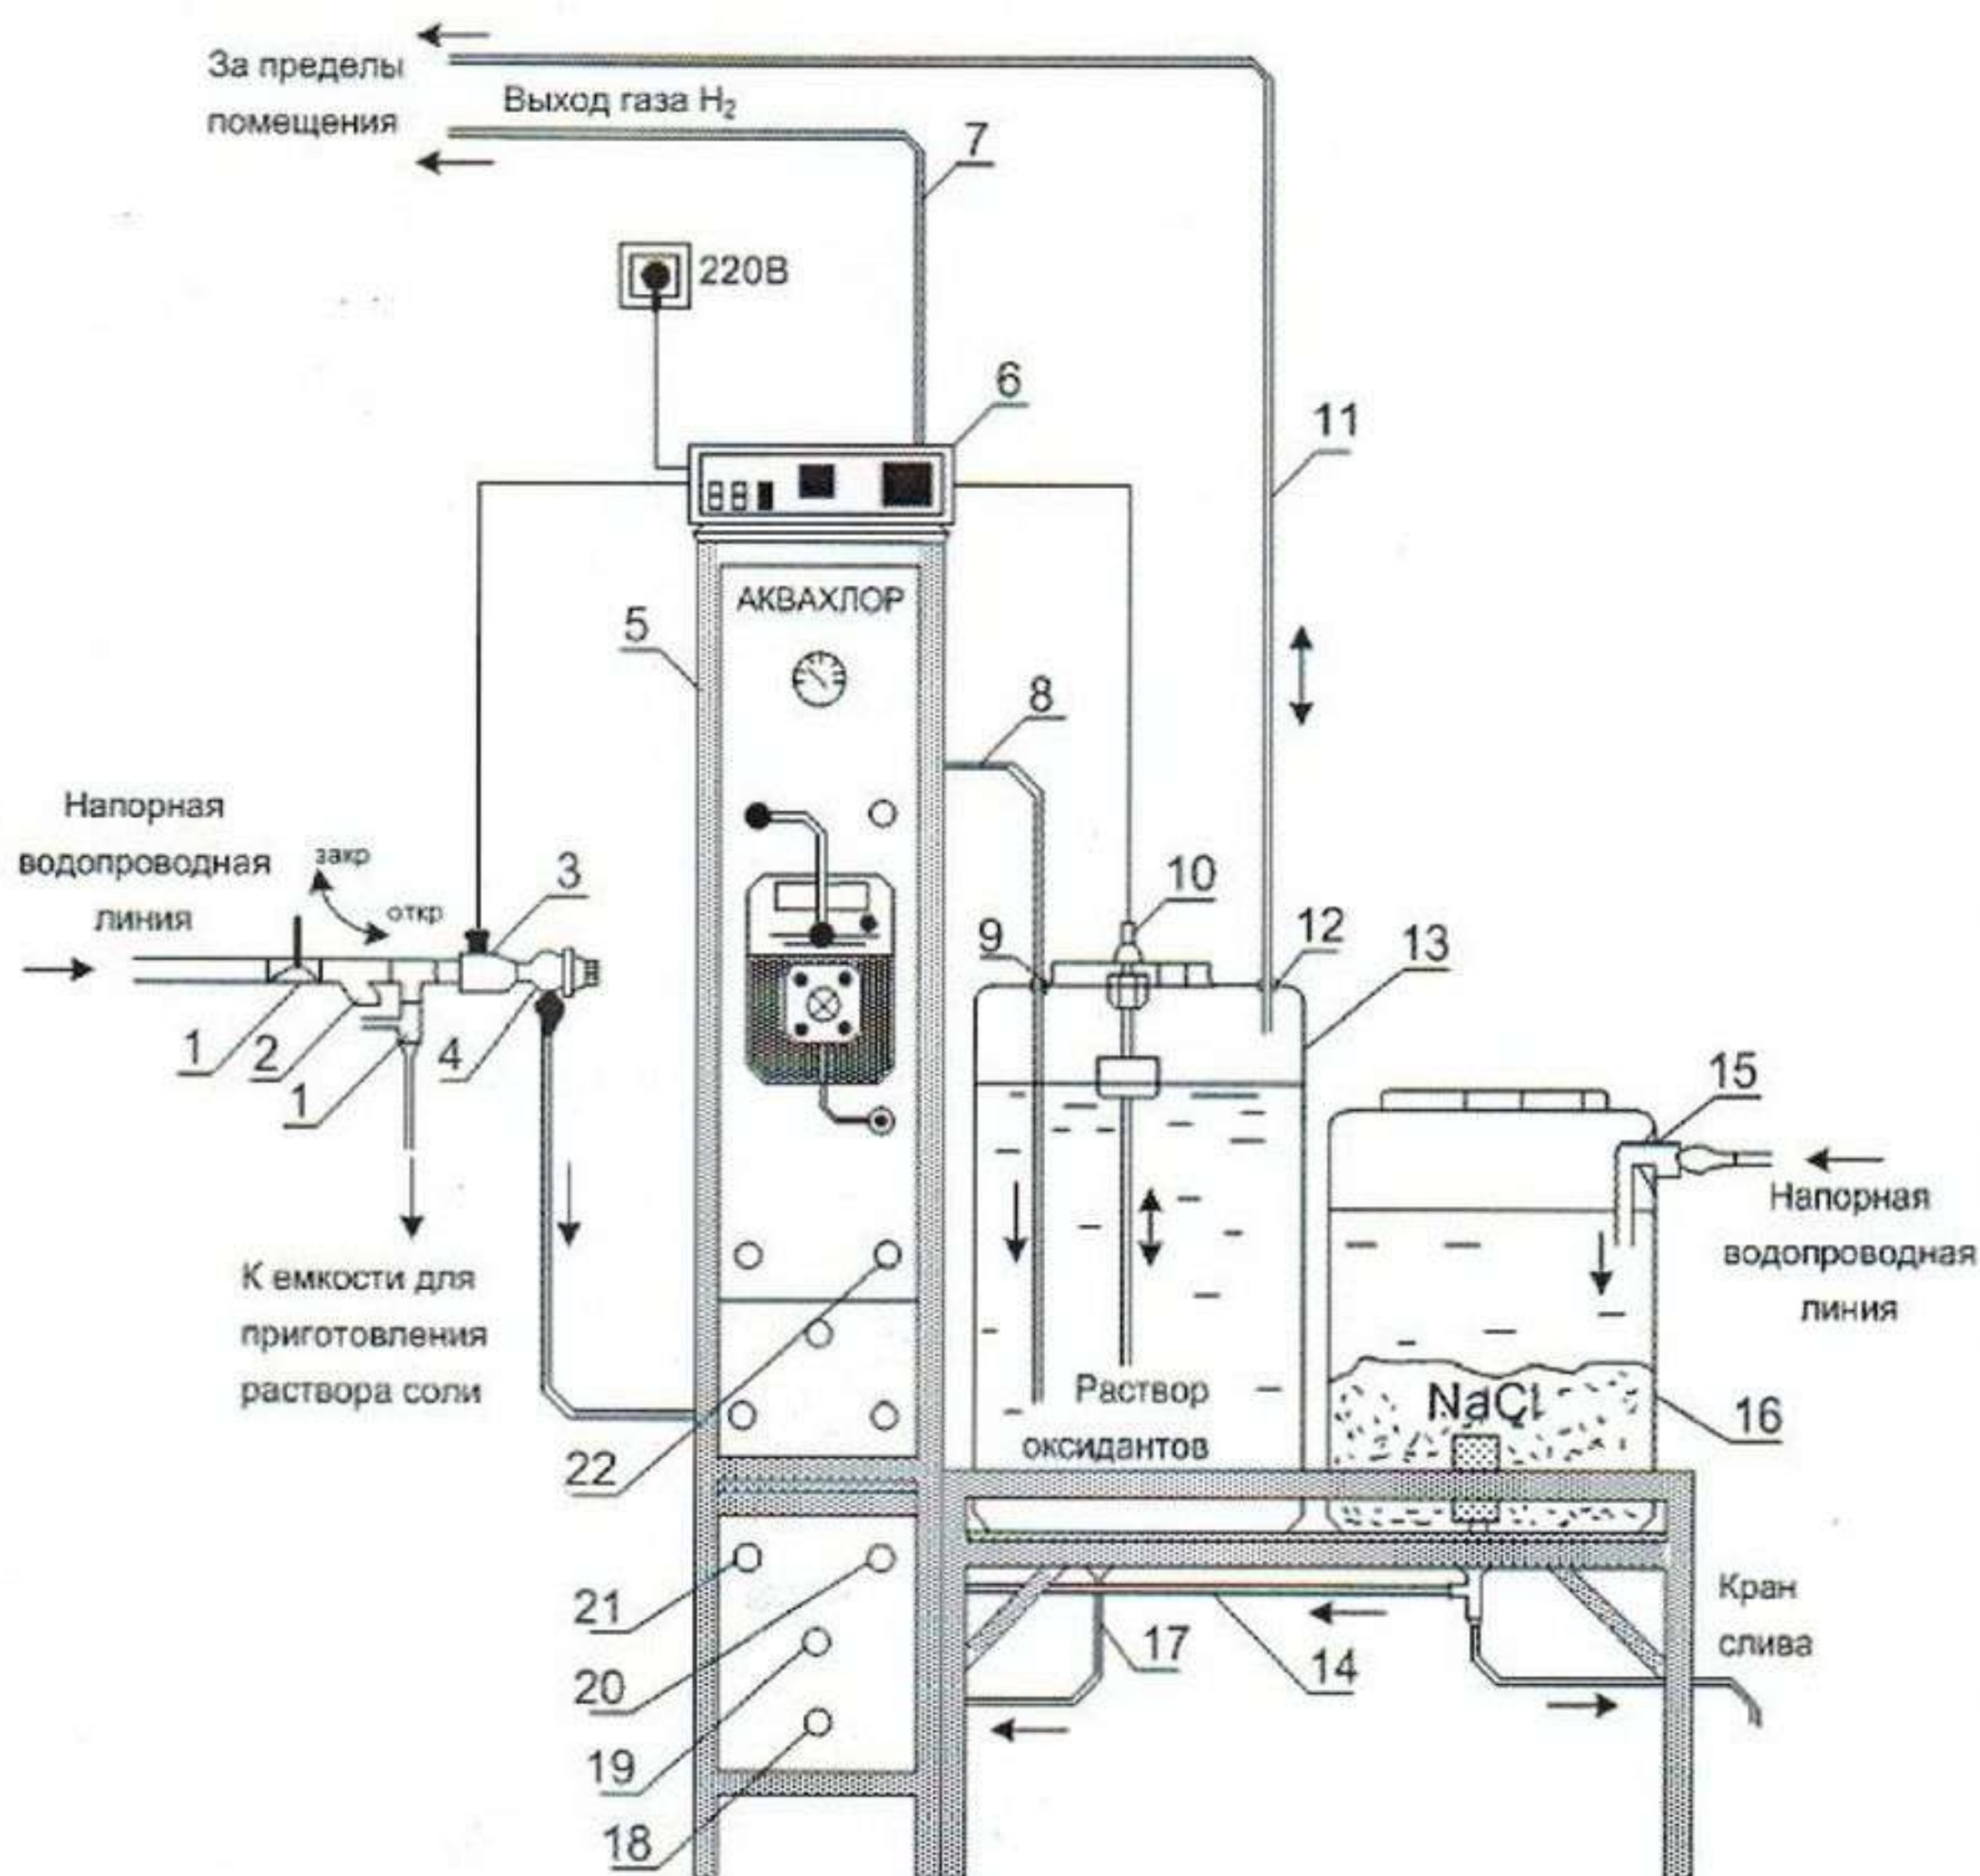 За пределы
помещения
Выход газа H₂
7
220В
6
11
АКВАХЛОР
5
8
Напорная
водопроводная
линия
закр
откр
3
10
9
12
13
1
2
1
4
15
Напорная
водопроводная
линия
К емкости для
приготовления
раствора соли
Раствор
оксидантов
NaCl
16
22
21
20
19
18
17
14
Кран
слива